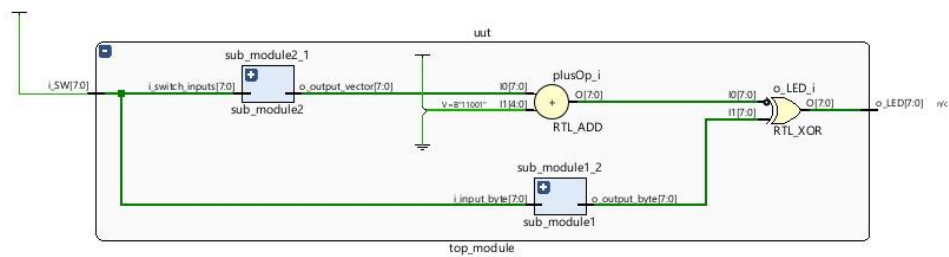 uut
sub_module2_1
i_SW[7:0]
i_switch_inputs[7:0]
o_output_vector[7:0]
sub_module2
V=B"11001"
plusOp_i
I0[7:0]
I1[4:0]
+
O[7:0]
RTL_ADD
o_LED_i
I0[7:0]
I1[7:0]
O[7:0]
RTL_XOR
o_LED[7:0]
n/c
sub_module1_2
i_input_byte[7:0]
o_output_byte[7:0]
sub_module1
top_module